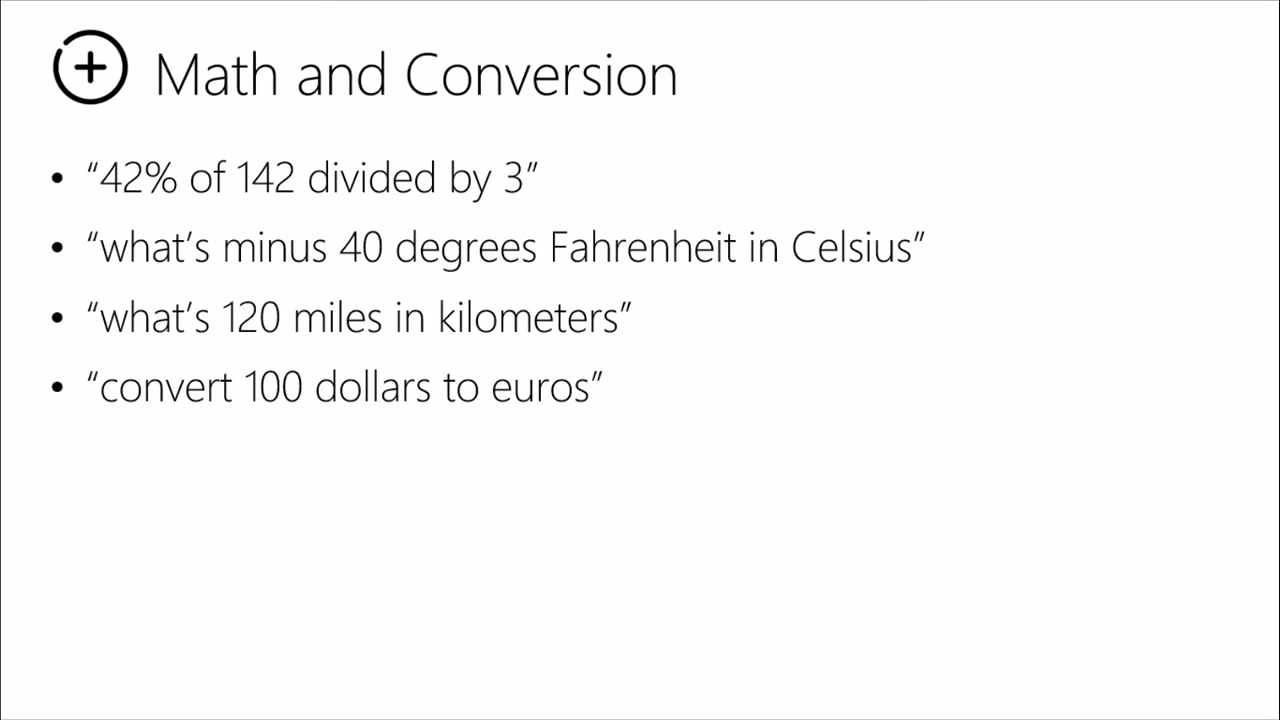 Math and Conversion
• “42% of 142 divided by 3”
• “what’s minus 40 degrees Fahrenheit in Celsius”
• “what’s 120 miles in kilometers”
• “convert 100 dollars to euros”